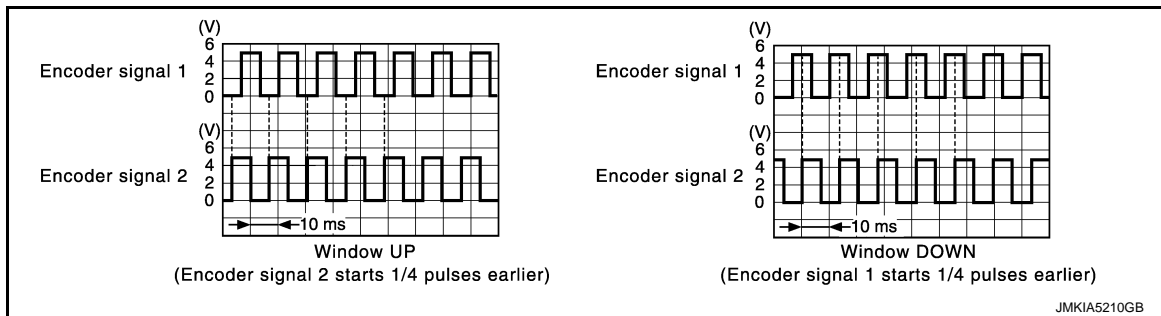 (V)
6
4
2
0
Encoder signal 1
(V)
6
4
2
0
Encoder signal 2
10 ms
Window UP
(Encoder signal 2 starts 1/4 pulses earlier)
(V)
6
4
2
0
Encoder signal 1
(V)
6
4
2
0
Encoder signal 2
10 ms
Window DOWN
(Encoder signal 1 starts 1/4 pulses earlier)
JMKIA5210GB